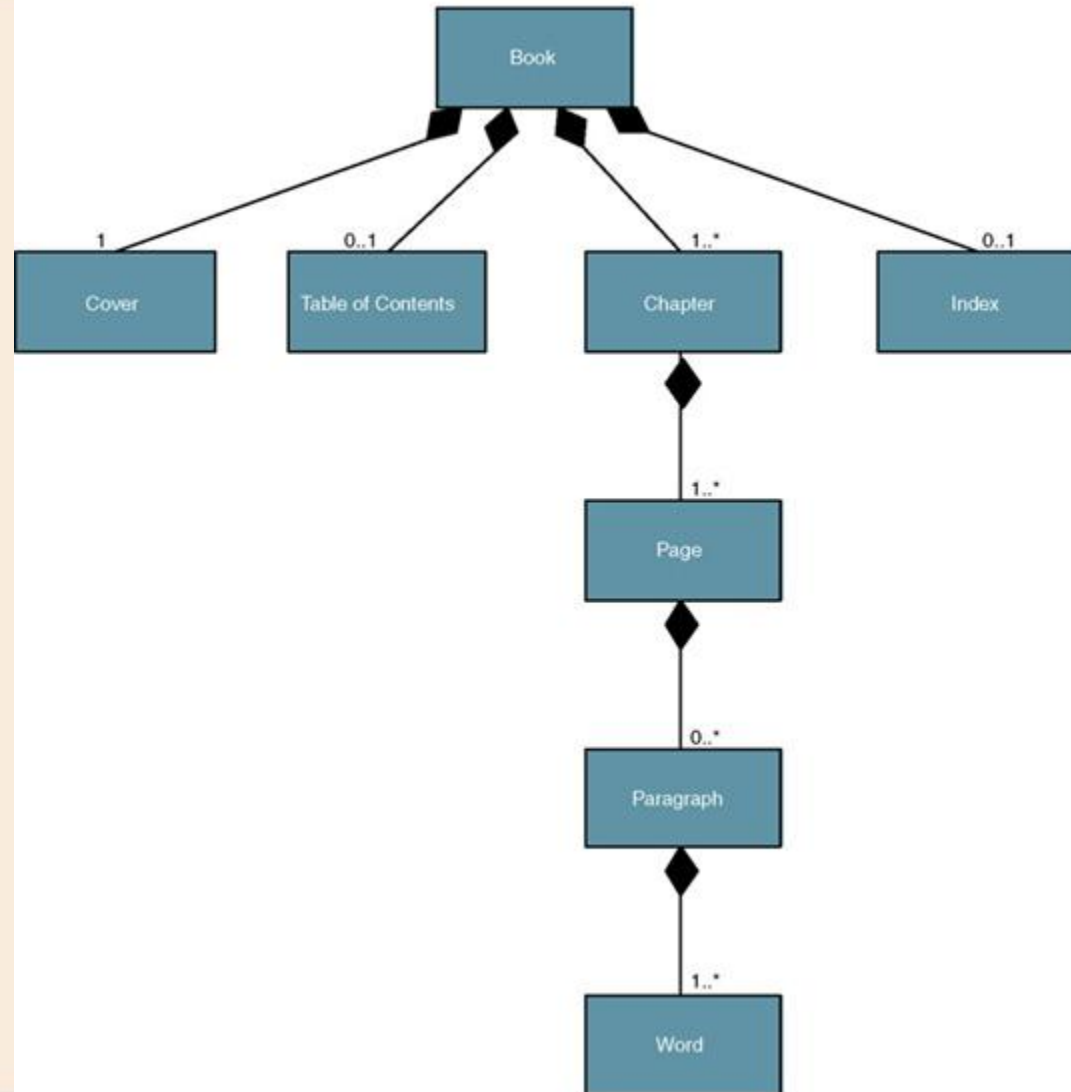 Book
1
0..1
1..*
0..1
Cover
Table of Contents
Chapter
Index
1..*
Page
0..*
Paragraph
1..*
Word